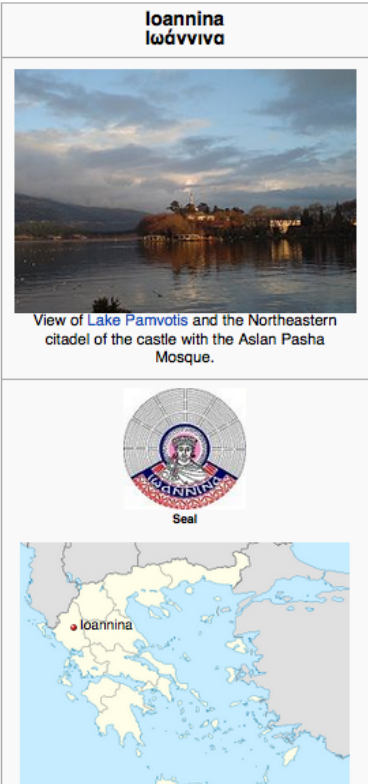 Ioannina
Ιωάννινα
View of Lake Pamvotis and the Northeastern
citadel of the castle with the Aslan Pasha
Mosque.
ΙωάΝΝΙΝΑ
Seal
Ioannina